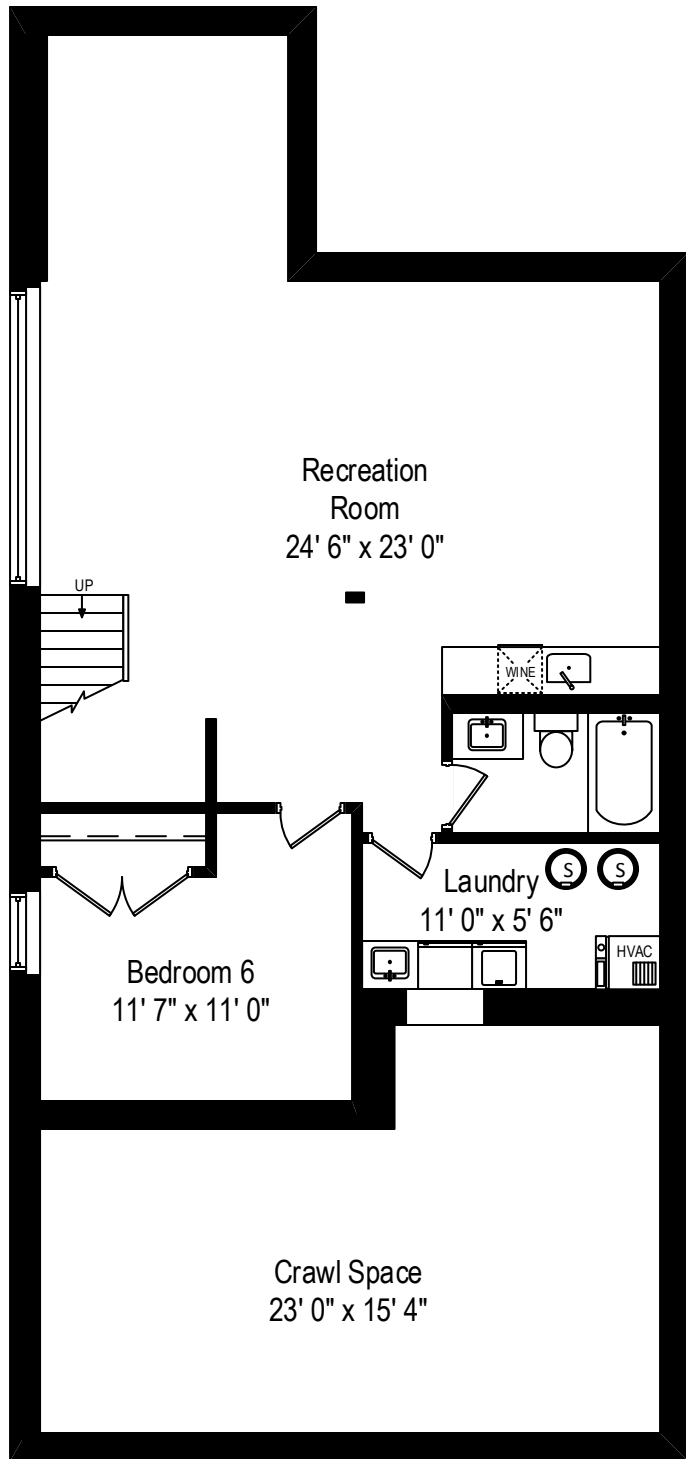 Recreation
Room
24' 6" x 23' 0"
UP
WINE
S
S
Laundry
11' 0" x 5' 6"
HVAC
Bedroom 6
11' 7" x 11' 0"
Crawl Space
23' 0" x 15' 4"